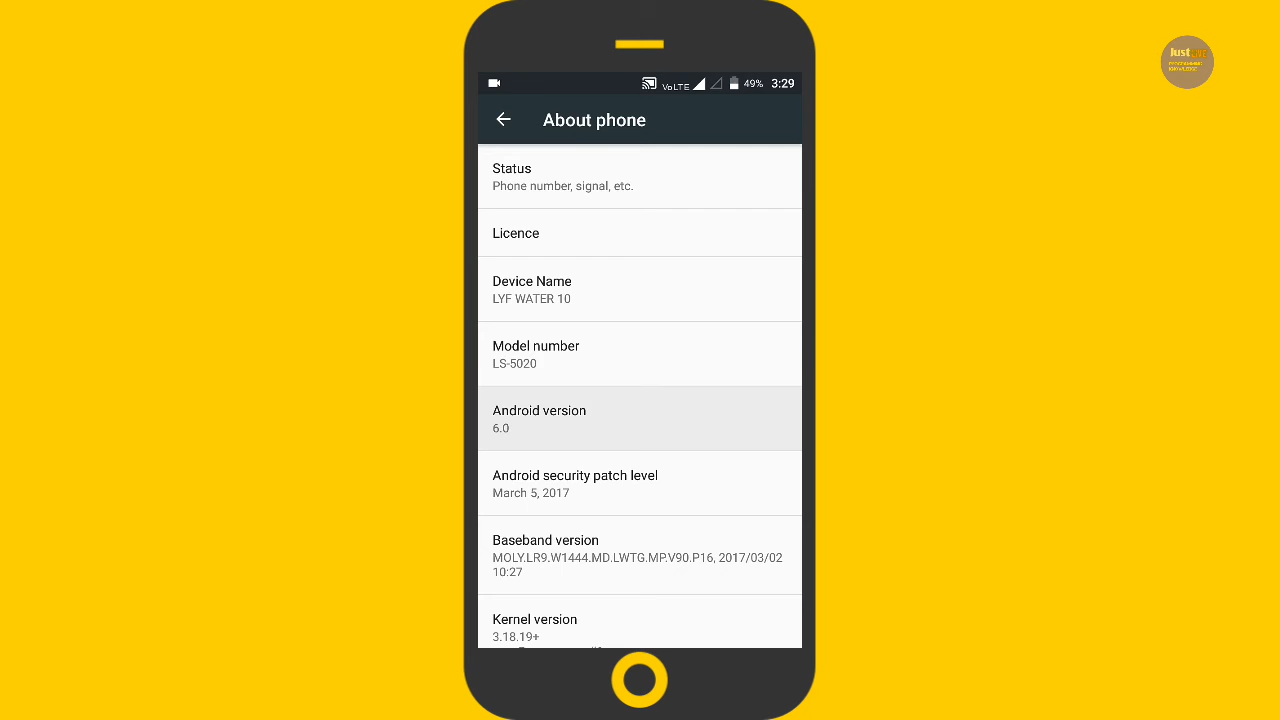 VoLTE 49% 3:29
About phone
Status
Phone number, signal, etc.
Licence
Device Name
LYF WATER 10
Model number
LS-5020
Android version
6.0
Android security patch level
March 5, 2017
Baseband version
MOLY.LR9.W1444.MD.LWTG.MP.V90.P16, 2017/03/02
10:27
Kernel version
3.18.19+
Just
PROGRAMMING
KNOWLEDGE